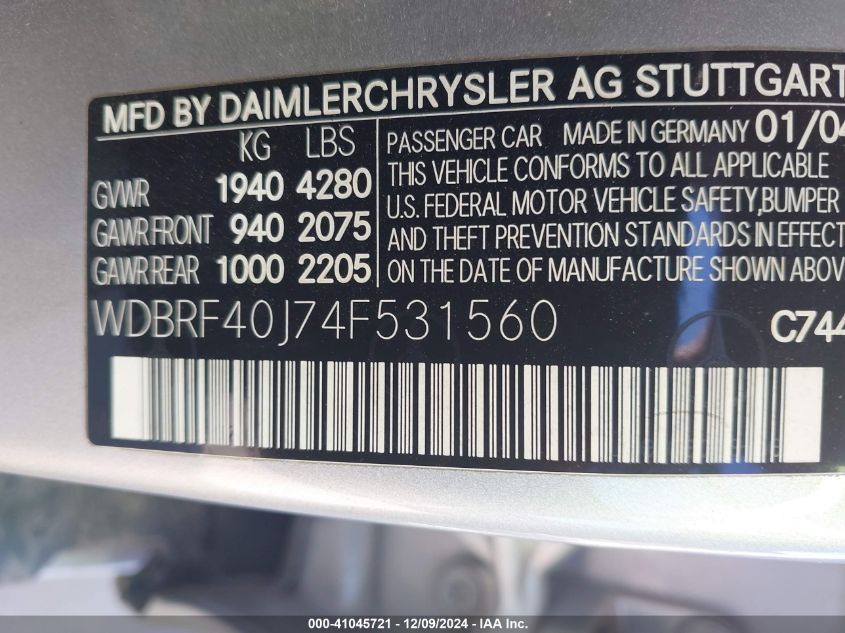 MFD BY DAIMLERCHRYSLER AG STUTTGART
KG LBS
GVWR 1940 4280
GAWR FRONT 940 2075
GAWR REAR 1000 2205
PASSENGER CAR MADE IN GERMANY 01/04
THIS VEHICLE CONFORMS TO ALL APPLICABLE
U.S. FEDERAL MOTOR VEHICLE SAFETY,BUMPER
AND THEFT PREVENTION STANDARDS IN EFFECT
ON THE DATE OF MANUFACTURE SHOWN ABOV
WDBRF40J74F531560
C744
000-41045721 • 12/09/2024 • IAA Inc.